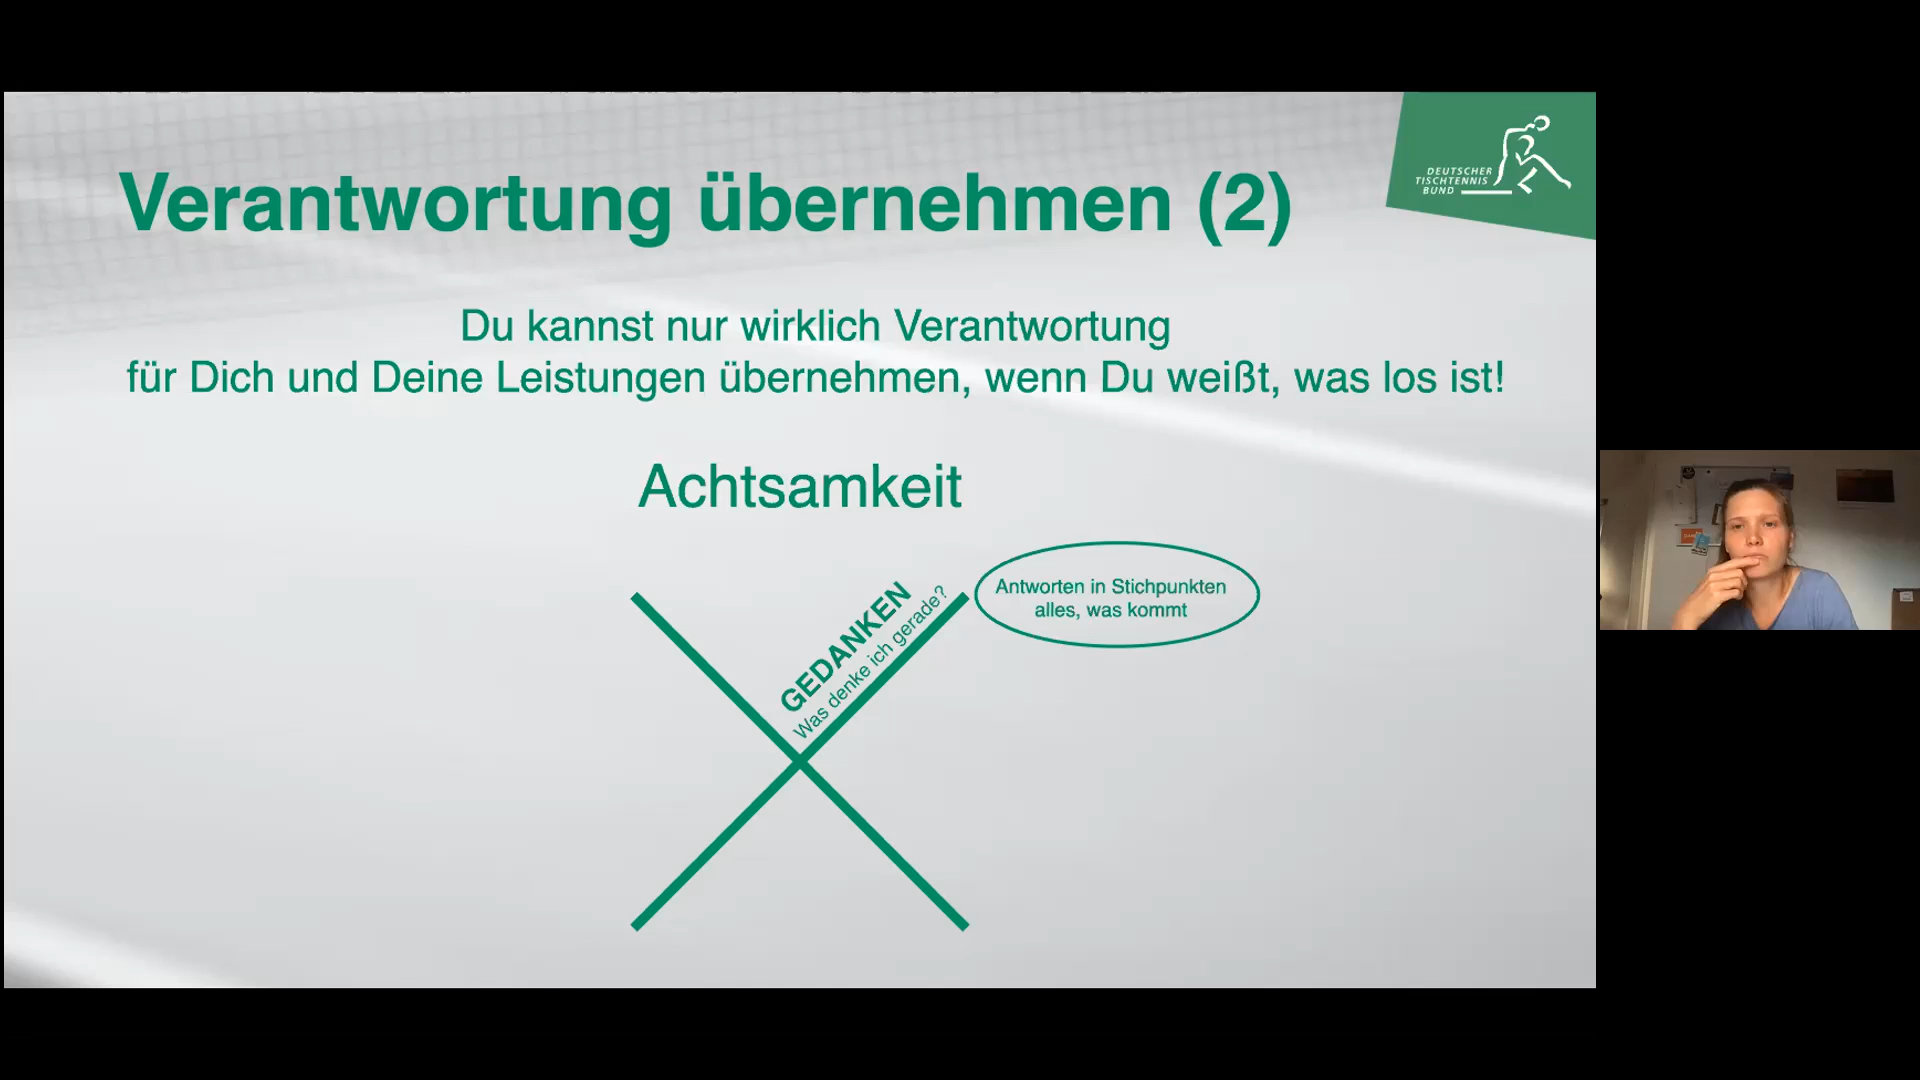 Verantwortung übernehmen (2)
DEUTSCHER
TISCHTENNIS
BUND
Du kannst nur wirklich Verantwortung
für Dich und Deine Leistungen übernehmen, wenn Du weißt, was los ist!
Achtsamkeit
GEDANKEN
Was denke ich gerade?
Antworten in Stichpunkten
alles, was kommt